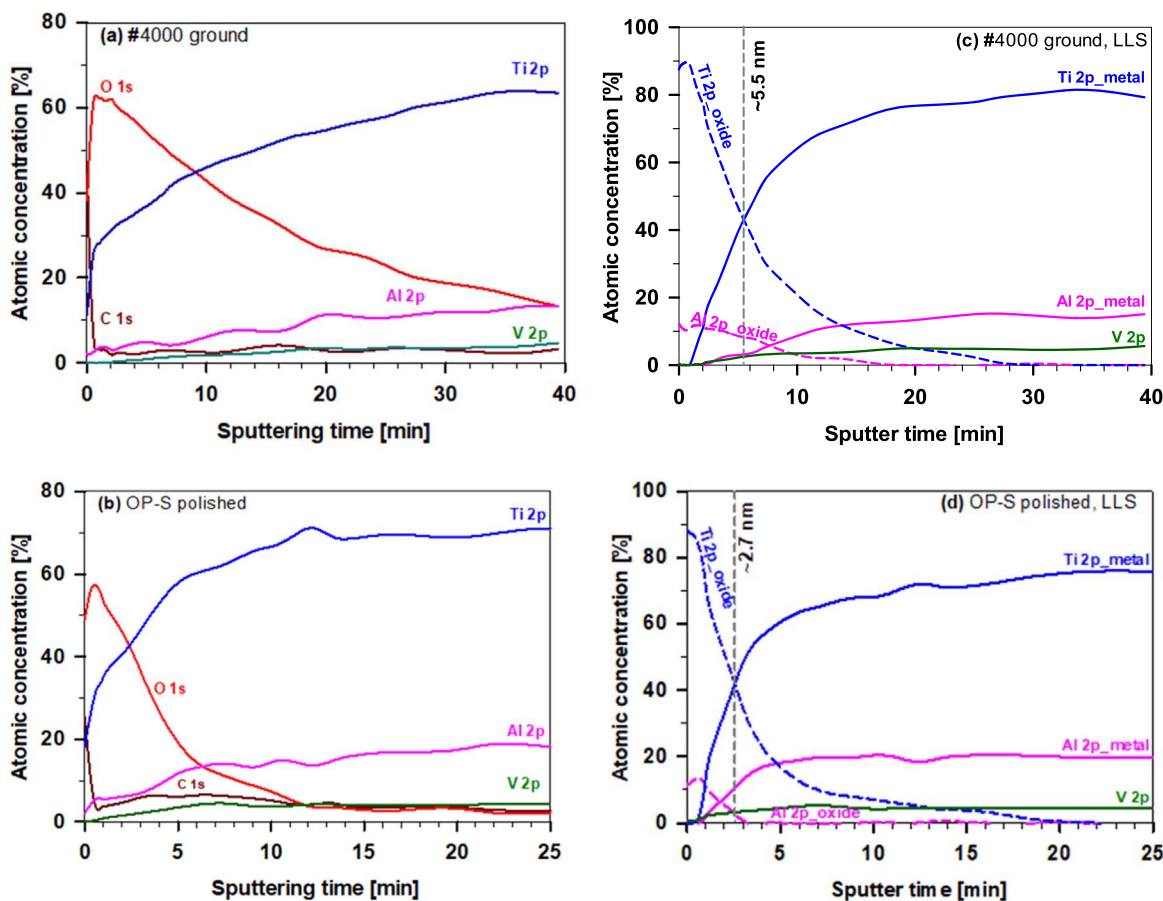 (a) #4000 ground
Atomic concentration [%]
80
60
40
20
0
O 1s
Ti 2p
Al 2p
C 1s
V 2p
0 10 20 30 40
Sputtering time [min]
(c) #4000 ground, LLS
Atomic concentration [%]
100
80
60
40
20
0
Ti 2p_oxide
~5.5 nm
Ti 2p_metal
Al 2p_oxide
Al 2p_metal
V 2p
0 10 20 30 40
Sputter time [min]
(b) OP-S polished
Atomic concentration [%]
80
60
40
20
0
Ti 2p
O 1s
Al 2p
C 1s
V 2p
0 5 10 15 20 25
Sputtering time [min]
(d) OP-S polished, LLS
Atomic concentration [%]
100
80
60
40
20
0
Ti 2p_oxide
~2.7 nm
Ti 2p_metal
Al 2p_metal
V 2p
Al 2p_oxide
0 5 10 15 20 25
Sputter time [min]